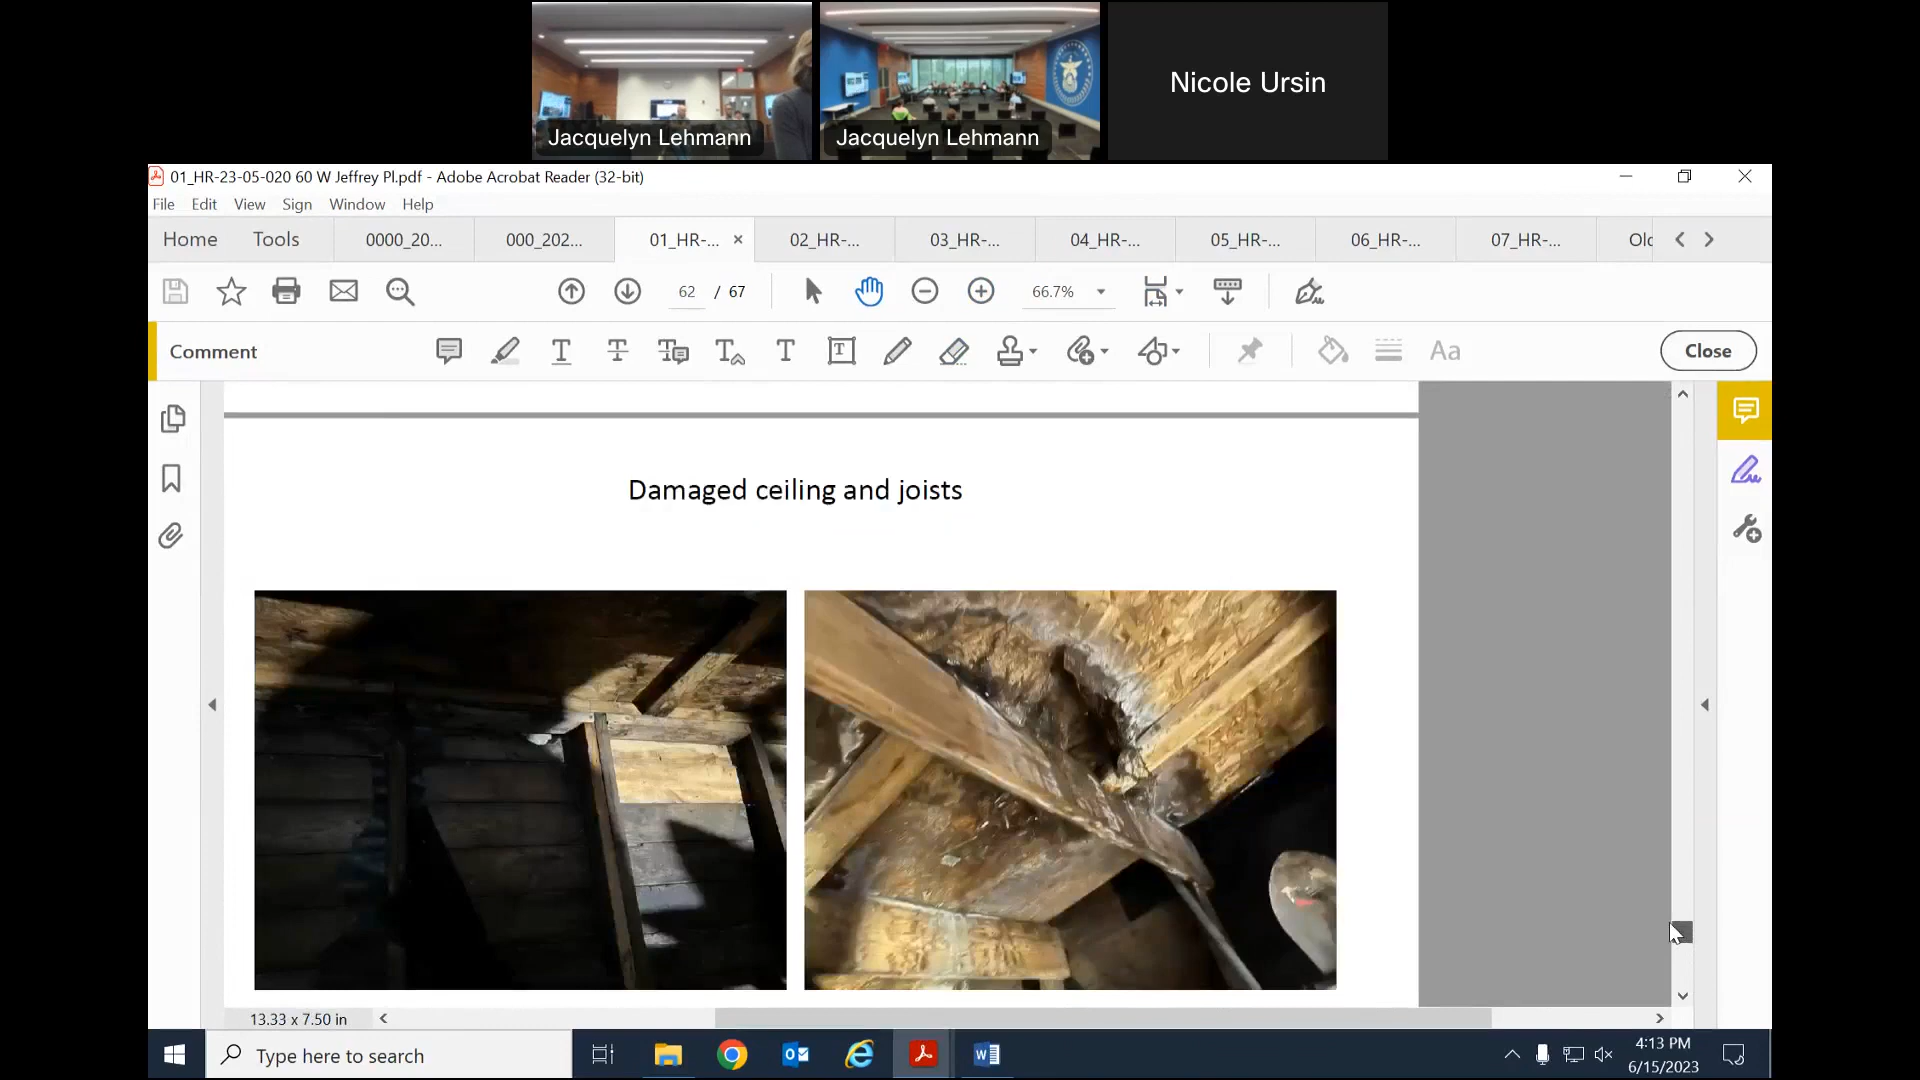 Jacquelyn Lehmann
Jacquelyn Lehmann
Nicole Ursin
01_HR-23-05-020 60 W Jeffrey Pl.pdf - Adobe Acrobat Reader (32-bit)
File Edit View Sign Window Help
Home Tools 0000_20... 000_202... 01_HR-... 02_HR-... 03_HR-... 04_HR-... 05_HR-... 06_HR-... 07_HR-... Old
62 / 67 66.7%
Comment Aa Close
Damaged ceiling and joists
13.33 x 7.50 in
Type here to search
4:13 PM
6/15/2023